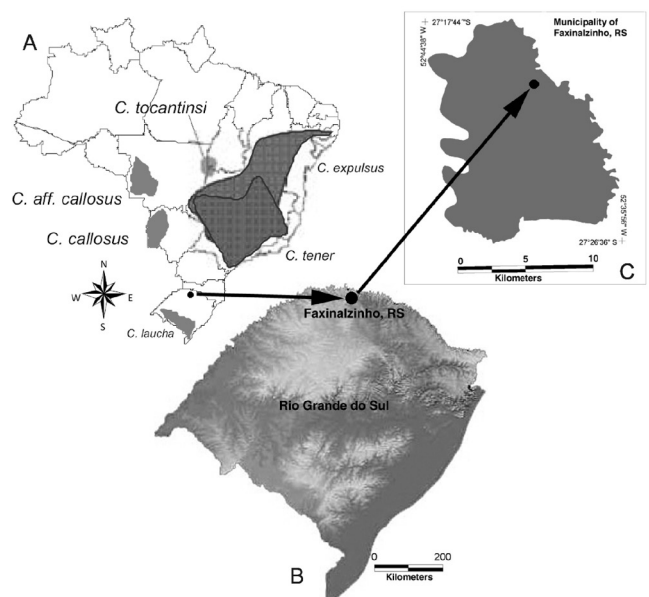 A
C. tocantinsi
C. expulsus
C. aff. callosus
C. callosus
C. tener
N
W E
S
C. laucha
Municipality of
Faxinalzinho, RS
27°17'44"S
52°44'38" W
52°35'56" W
27°26'36" S
0 5 10
Kilometers
C
Faxinalzinho, RS
Rio Grande do Sul
0 200
Kilometers
B